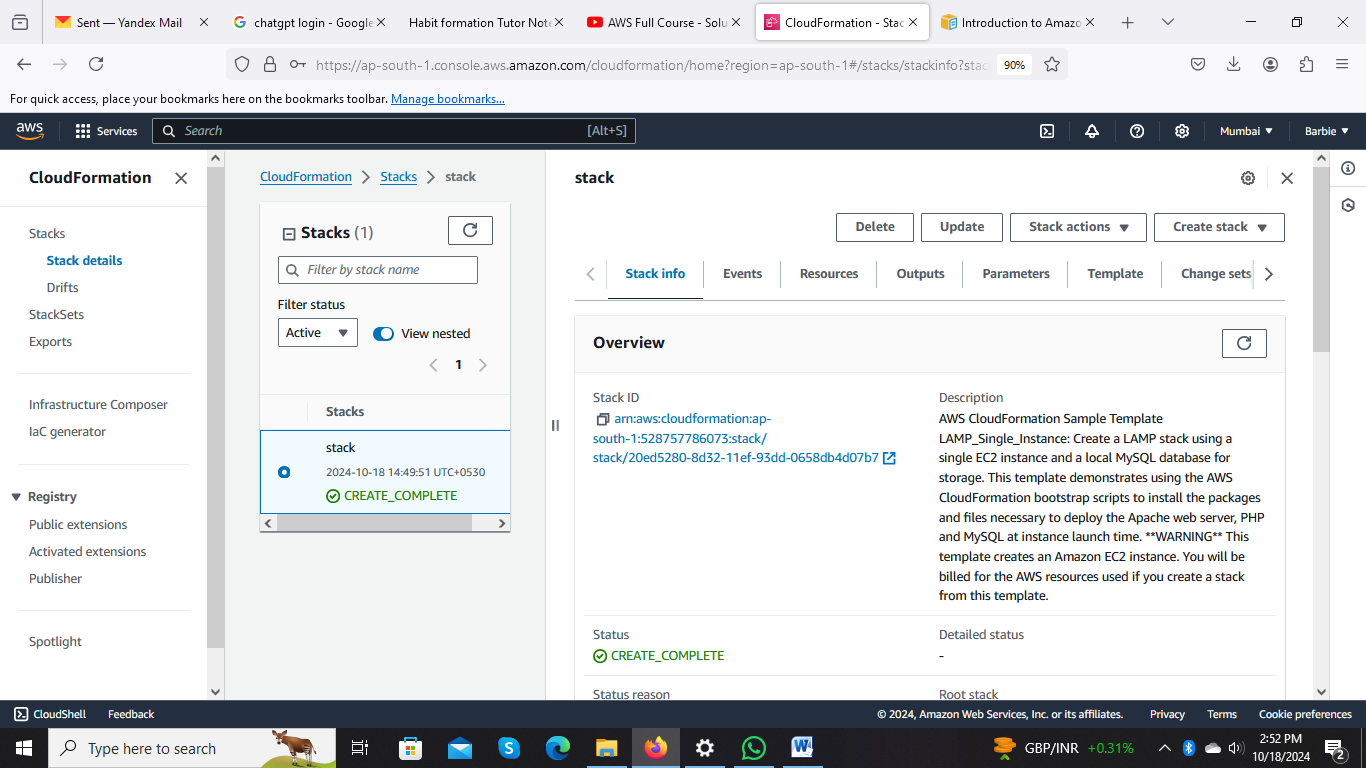 Sent — Yandex Mail
chatgpt login - Google
Habit formation Tutor Note
AWS Full Course - Solu
CloudFormation - Stac
Introduction to Amazo
https://ap-south-1.console.aws.amazon.com/cloudformation/home?region=ap-south-1#/stacks/stackinfo?stac
90%
For quick access, place your bookmarks here on the bookmarks toolbar. Manage bookmarks...
aws
Services
Search
[Alt+S]
Mumbai
Barbie
CloudFormation
Stacks
Stack details
Drifts
StackSets
Exports
Infrastructure Composer
IaC generator
Registry
Public extensions
Activated extensions
Publisher
Spotlight
CloudFormation
Stacks
stack
Stacks (1)
Filter by stack name
Filter status
Active
View nested
1
Stacks
stack
2024-10-18 14:49:51 UTC+0530
CREATE_COMPLETE
stack
Delete
Update
Stack actions
Create stack
Stack info
Events
Resources
Outputs
Parameters
Template
Change sets
Overview
Stack ID
arn:aws:cloudformation:ap-
south-1:528757786073:stack/
stack/20ed5280-8d32-11ef-93dd-0658db4d07b7
Description
AWS CloudFormation Sample Template
LAMP_Single_Instance: Create a LAMP stack using a
single EC2 instance and a local MySQL database for
storage. This template demonstrates using the AWS
CloudFormation bootstrap scripts to install the packages
and files necessary to deploy the Apache web server, PHP
and MySQL at instance launch time. **WARNING** This
template creates an Amazon EC2 instance. You will be
billed for the AWS resources used if you create a stack
from this template.
Status
CREATE_COMPLETE
Detailed status
-
Status reason
Root stack
CloudShell
Feedback
© 2024, Amazon Web Services, Inc. or its affiliates.
Privacy
Terms
Cookie preferences
Type here to search
GBP/INR +0.31%
2:52 PM
10/18/2024
2